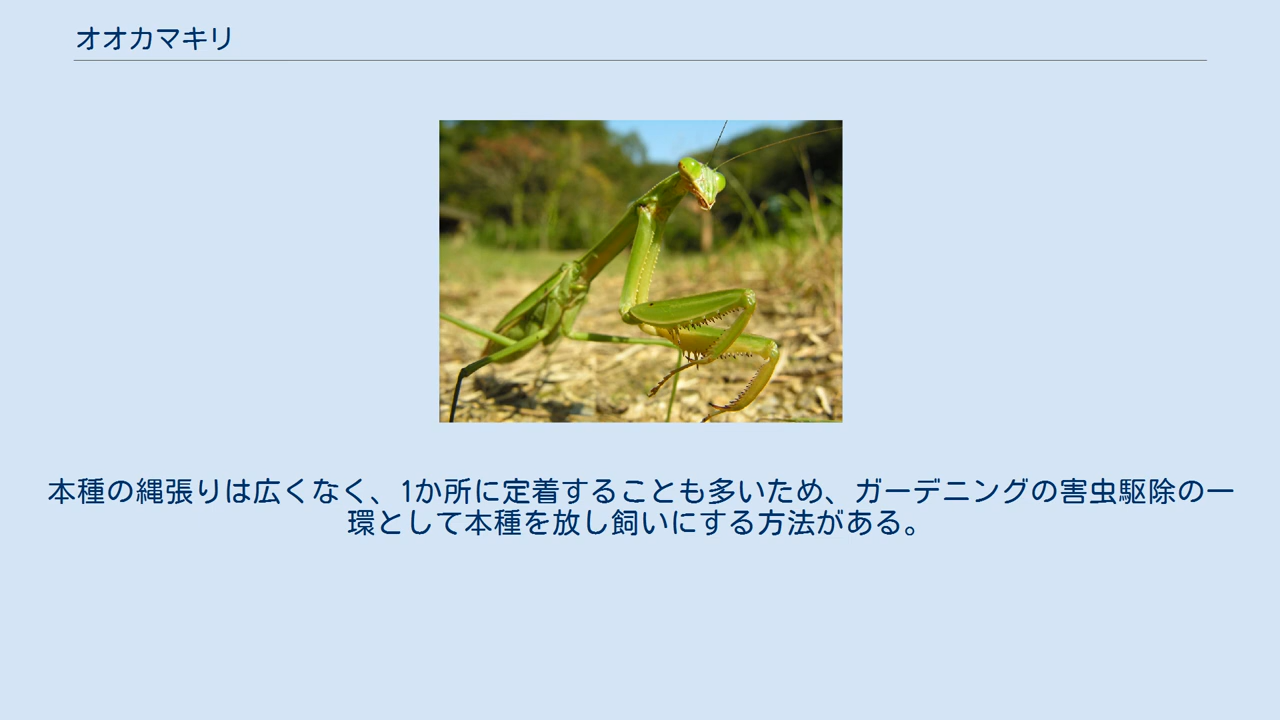 オオカマキリ
本種の縄張りは広くなく、1か所に定着することも多いため、ガーデニングの害虫駆除の一
環として本種を放し飼いにする方法がある。